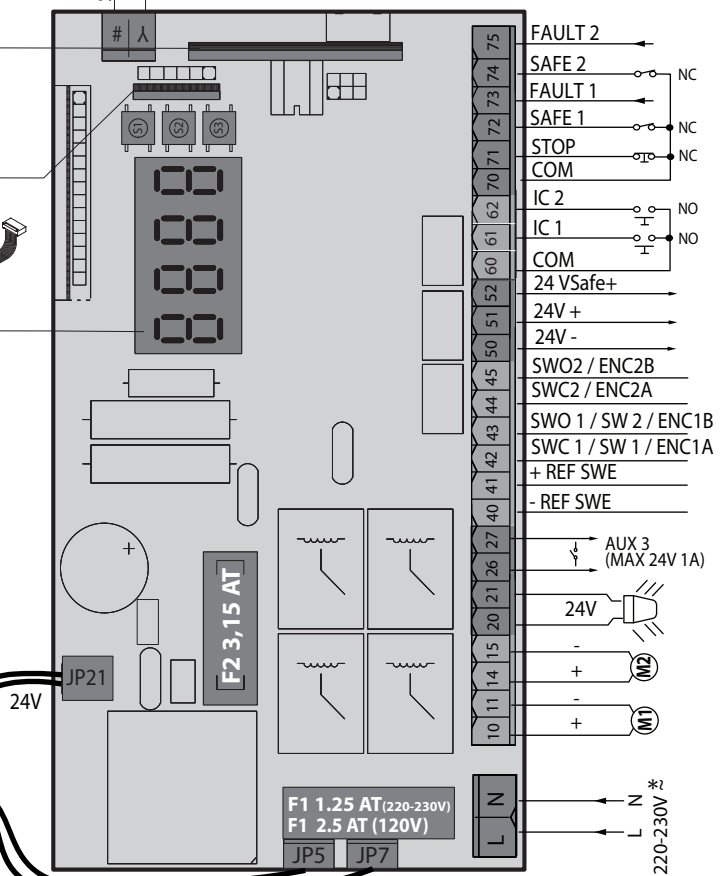 # Y
S1 S2 S3
75 FAULT 2
74 SAFE 2 NC
73 FAULT 1
72 SAFE 1 NC
71 STOP NC
70 COM
62 IC 2 NO
61 IC 1 NO
60 COM
52 24 VSafe+
51 24V +
50 24V -
45 SWO2 / ENC2B
44 SWC2 / ENC2A
43 SWO 1 / SW 2 / ENC1B
42 SWC 1 / SW 1 / ENC1A
41 + REF SWE
40 - REF SWE
27 AUX 3
26 (MAX 24V 1A)
21
20 24V
15 -
14 +
M2
11 -
10 +
M1
+
F2 3,15 AT
JP21
24V
F1 1.25 AT(220-230V)
F1 2.5 AT (120V)
JP5 JP7
N N
L L
220-230V~*